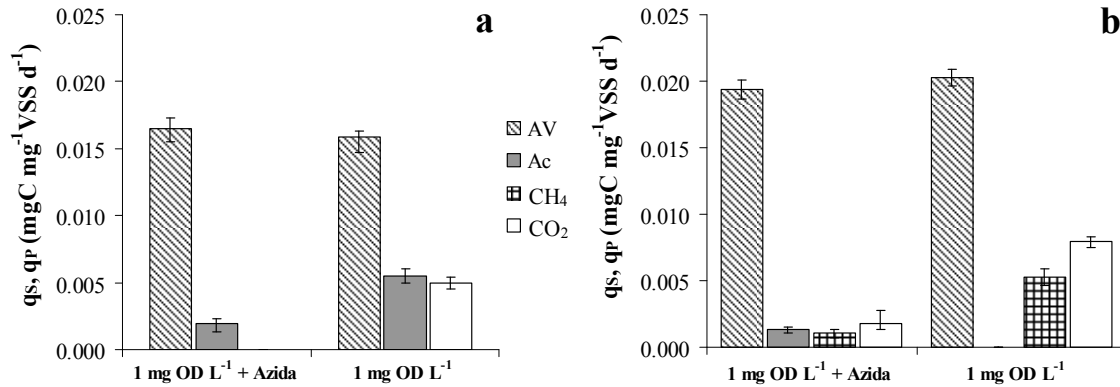 a
0.025
0.020
0.015
0.010
0.005
0.000
qs, qP (mgC mg-1VSS d-1)
1 mg OD L-1 + Azida
1 mg OD L-1
AV
Ac
CH4
CO2
b
0.025
0.020
0.015
0.010
0.005
0.000
qs, qP (mgC mg-1VSS d-1)
1 mg OD L-1 + Azida
1 mg OD L-1